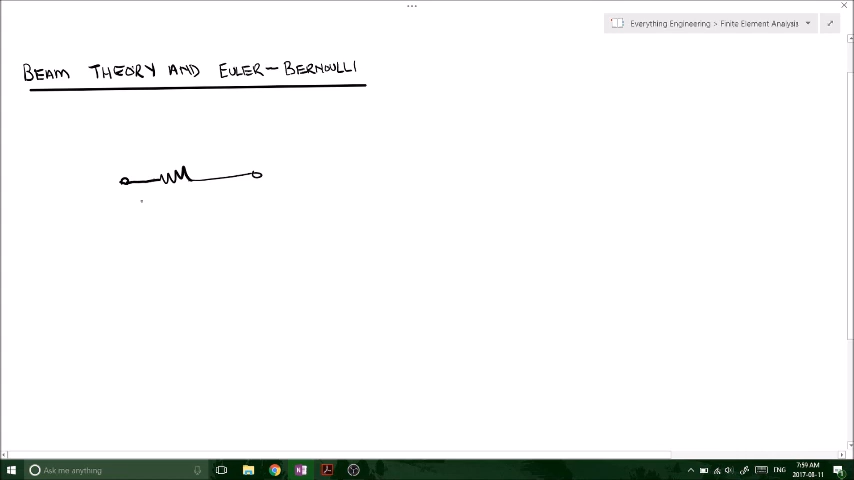 ...
Everything Engineering > Finite Element Analysis
BEAM THEORY AND EULER-BERNOULLI
Ask me anything
ENG
7:59 AM
2017-08-11